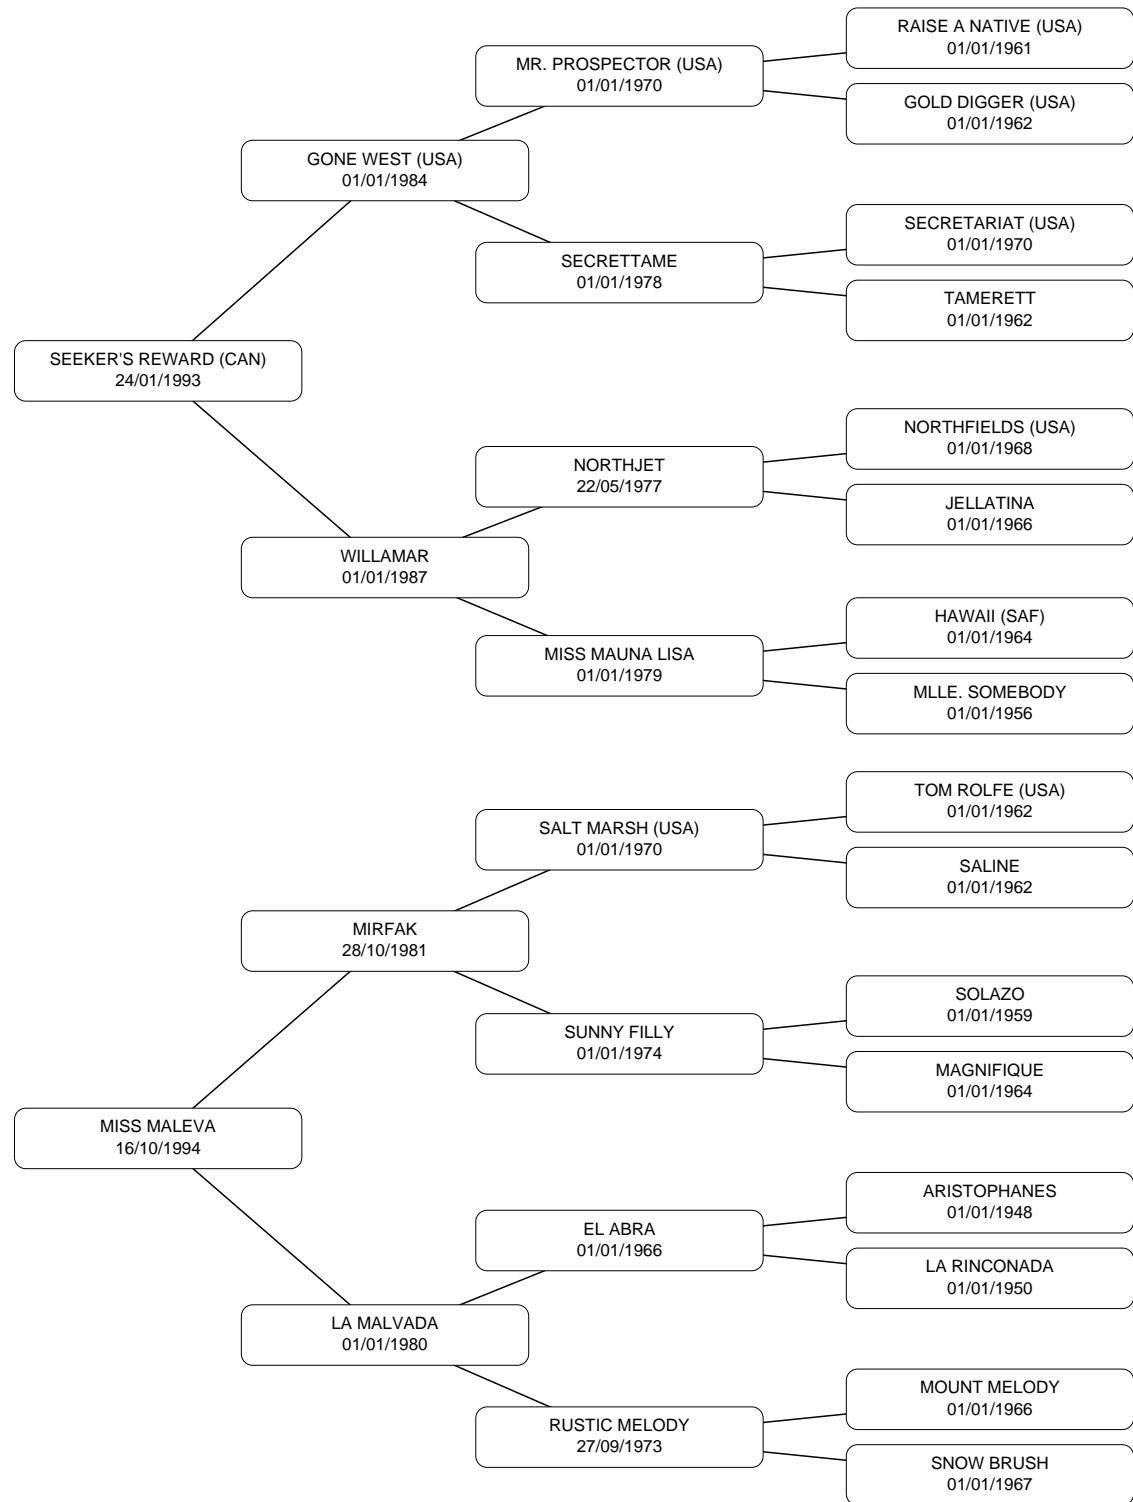 RAISE A NATIVE (USA)
01/01/1961
MR. PROSPECTOR (USA)
01/01/1970
GOLD DIGGER (USA)
01/01/1962
GONE WEST (USA)
01/01/1984
SECRETARIAT (USA)
01/01/1970
SECRETTAME
01/01/1978
TAMERETT
01/01/1962
SEEKER'S REWARD (CAN)
24/01/1993
NORTHFIELDS (USA)
01/01/1968
NORTHJET
22/05/1977
JELLATINA
01/01/1966
WILLAMAR
01/01/1987
HAWAII (SAF)
01/01/1964
MISS MAUNA LISA
01/01/1979
MLLE. SOMEBODY
01/01/1956
TOM ROLFE (USA)
01/01/1962
SALT MARSH (USA)
01/01/1970
SALINE
01/01/1962
MIRFAK
28/10/1981
SOLAZO
01/01/1959
SUNNY FILLY
01/01/1974
MAGNIFIQUE
01/01/1964
MISS MALEVA
16/10/1994
ARISTOPHANES
01/01/1948
EL ABRA
01/01/1966
LA RINCONADA
01/01/1950
LA MALVADA
01/01/1980
MOUNT MELODY
01/01/1966
RUSTIC MELODY
27/09/1973
SNOW BRUSH
01/01/1967